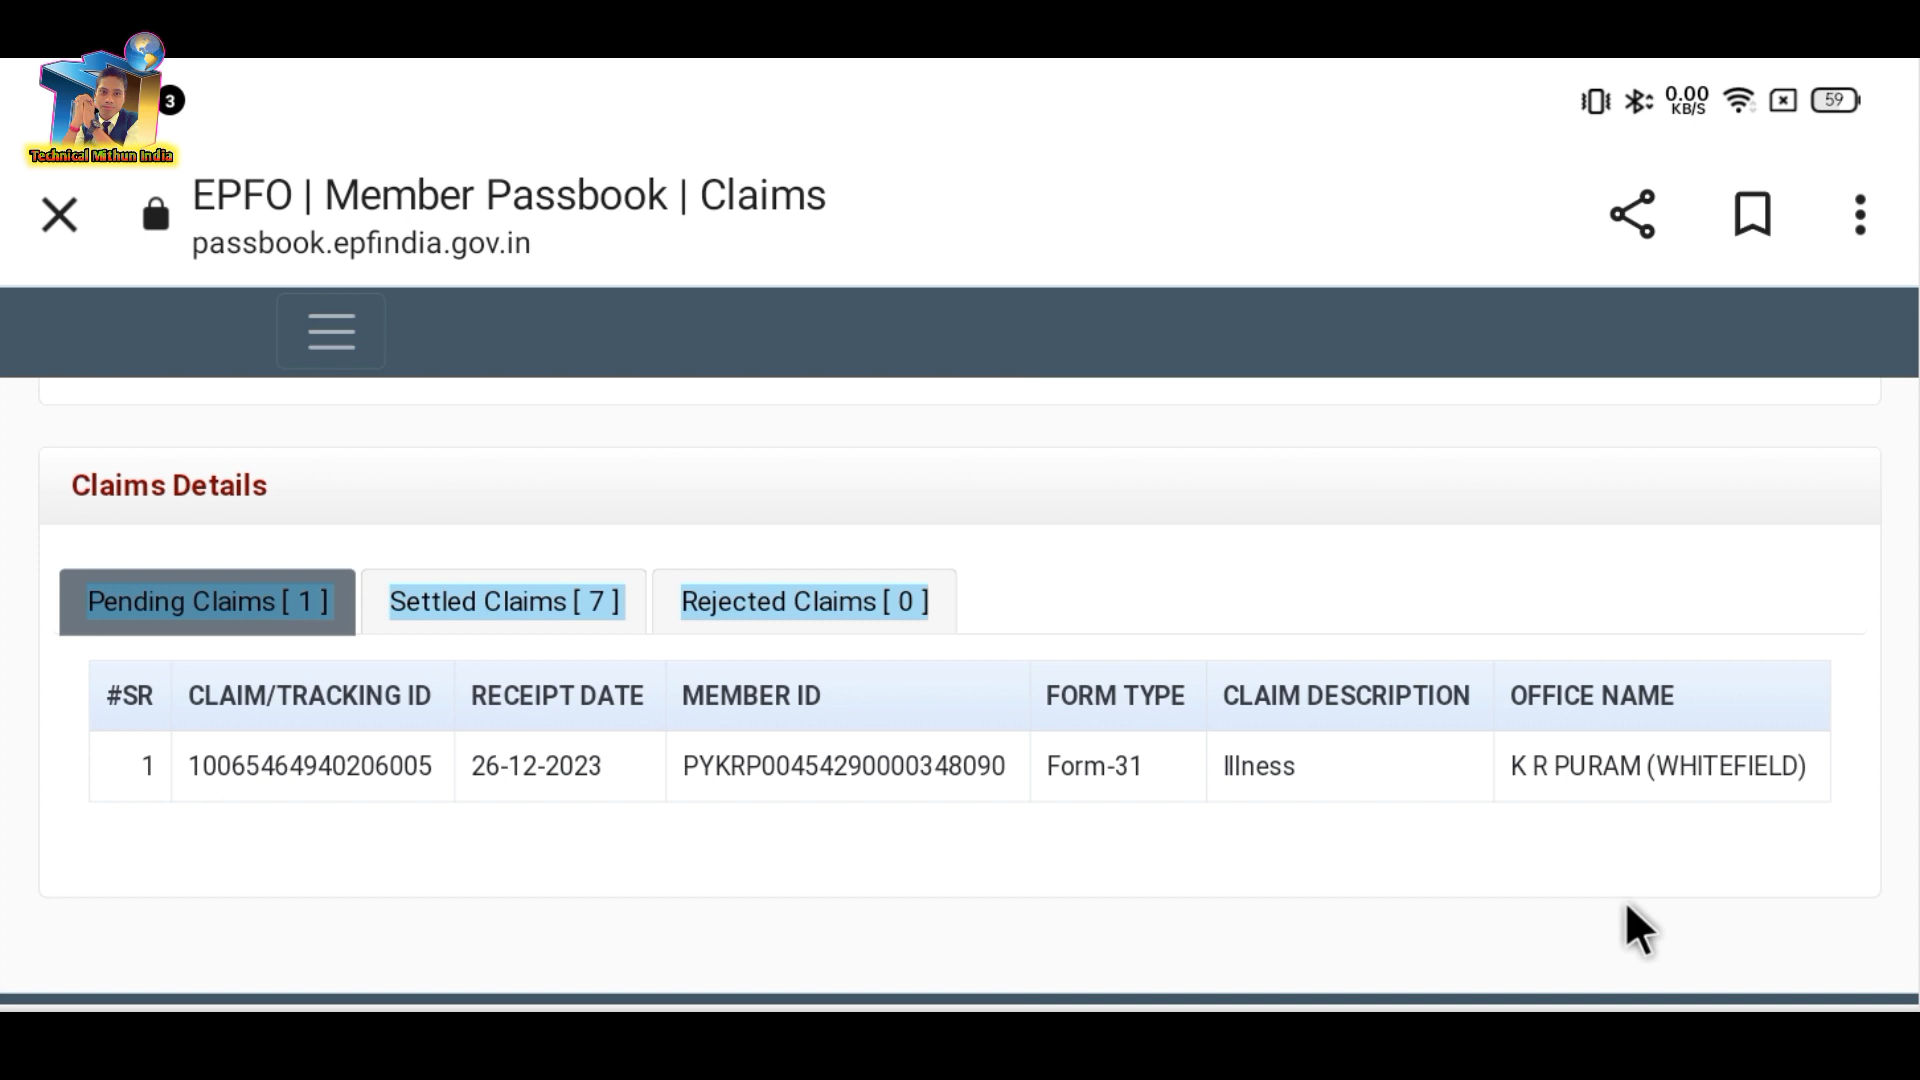 3
Technical Mithun India
0.00
KB/S
59
EPFO | Member Passbook | Claims
passbook.epfindia.gov.in
Claims Details
Pending Claims [ 1 ] Settled Claims [ 7 ] Rejected Claims [ 0 ]
#SR CLAIM/TRACKING ID RECEIPT DATE MEMBER ID FORM TYPE CLAIM DESCRIPTION OFFICE NAME
1 10065464940206005 26-12-2023 PYKRP00454290000348090 Form-31 Illness K R PURAM (WHITEFIELD)